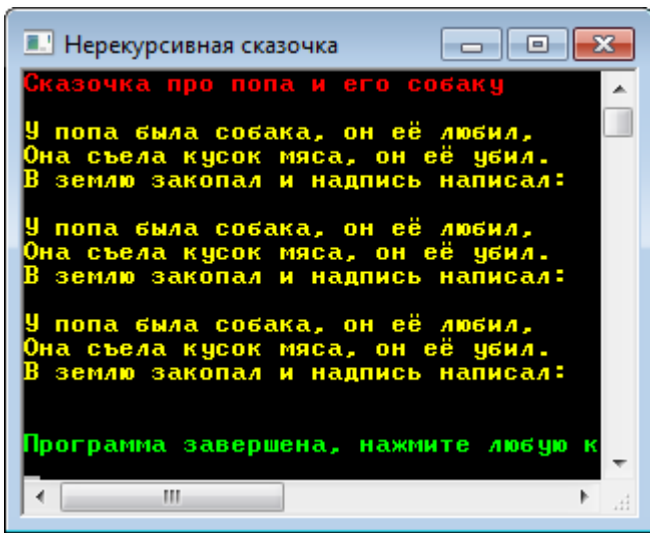 Нерекурсивная сказочка
Сказочка про попа и его собаку
У попа была собака, он её любил,
Она съела кусок мяса, он её убил.
В землю закопал и надпись написал:
У попа была собака, он её любил,
Она съела кусок мяса, он её убил.
В землю закопал и надпись написал:
У попа была собака, он её любил,
Она съела кусок мяса, он её убил.
В землю закопал и надпись написал:
Программа завершена, нажмите любую к